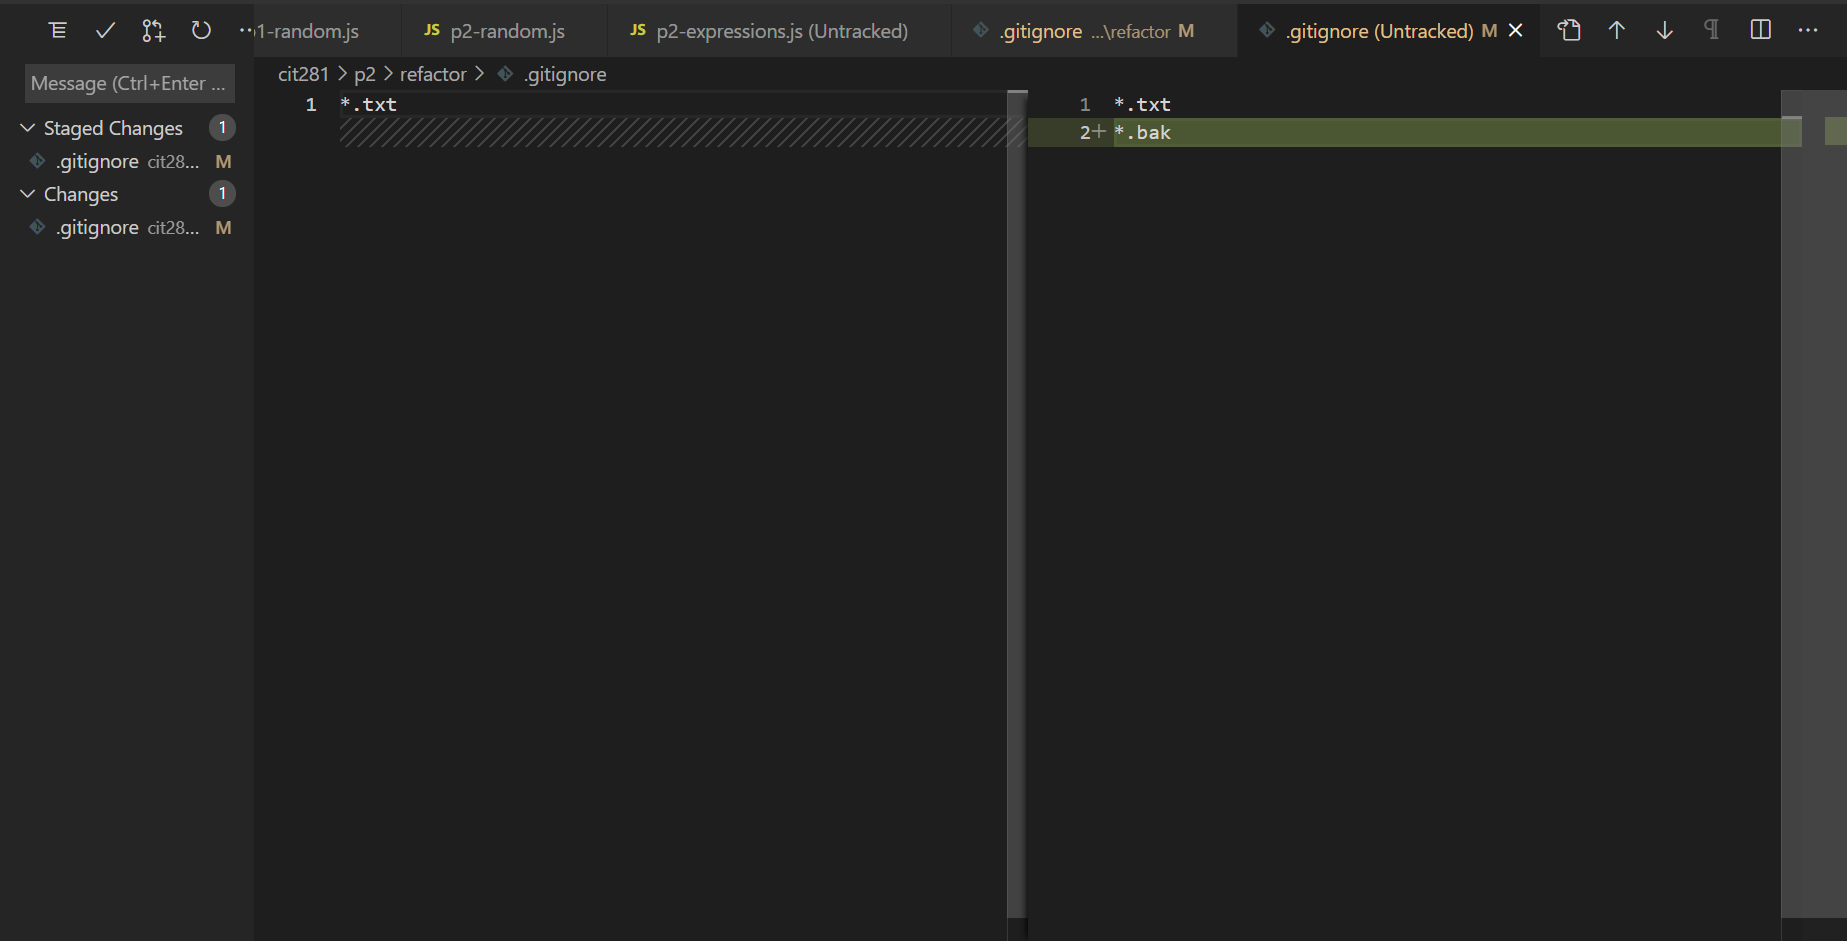 1-random.js
JS p2-random.js
JS p2-expressions.js (Untracked)
.gitignore ...\refactor M
.gitignore (Untracked) M
Message (Ctrl+Enter ...
Staged Changes 1
.gitignore cit28... M
Changes 1
.gitignore cit28... M
cit281 > p2 > refactor > .gitignore
1 *.txt
1 *.txt
2+ *.bak